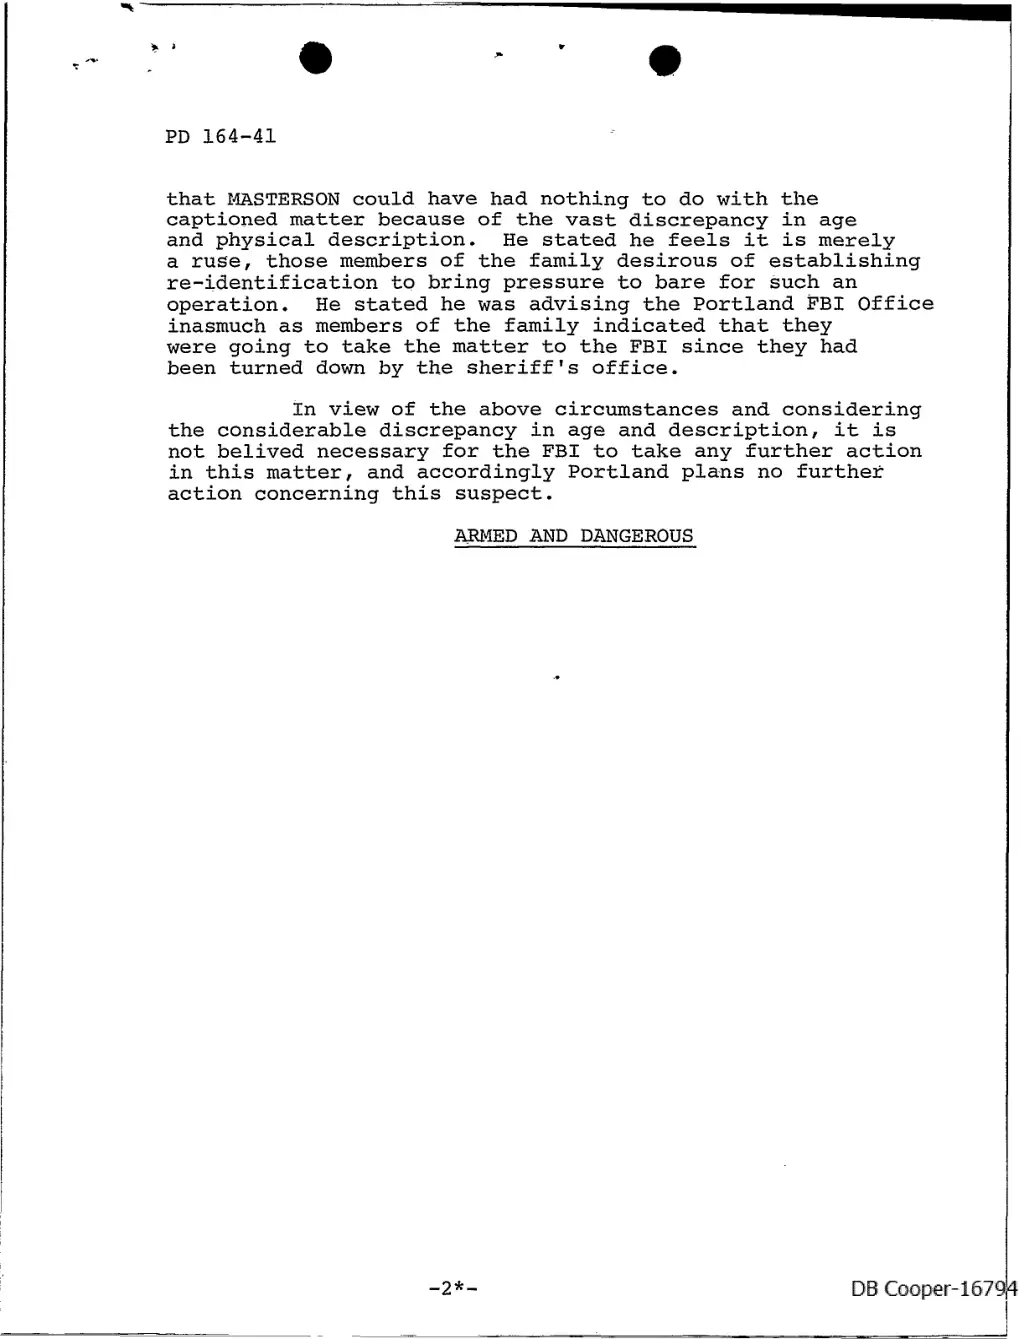 PD 164-41
that MASTERSON could have had nothing to do with the
captioned matter because of the vast discrepancy in age
and physical description. He stated he feels it is merely
a ruse, those members of the family desirous of establishing
re-identification to bring pressure to bare for such an
operation. He stated he was advising the Portland FBI Office
inasmuch as members of the family indicated that they
were going to take the matter to the FBI since they had
been turned down by the sheriff's office.
In view of the above circumstances and considering
the considerable discrepancy in age and description, it is
not belived necessary for the FBI to take any further action
in this matter, and accordingly Portland plans no further
action concerning this suspect.
ARMED AND DANGEROUS
-2*-
DB Cooper-16794